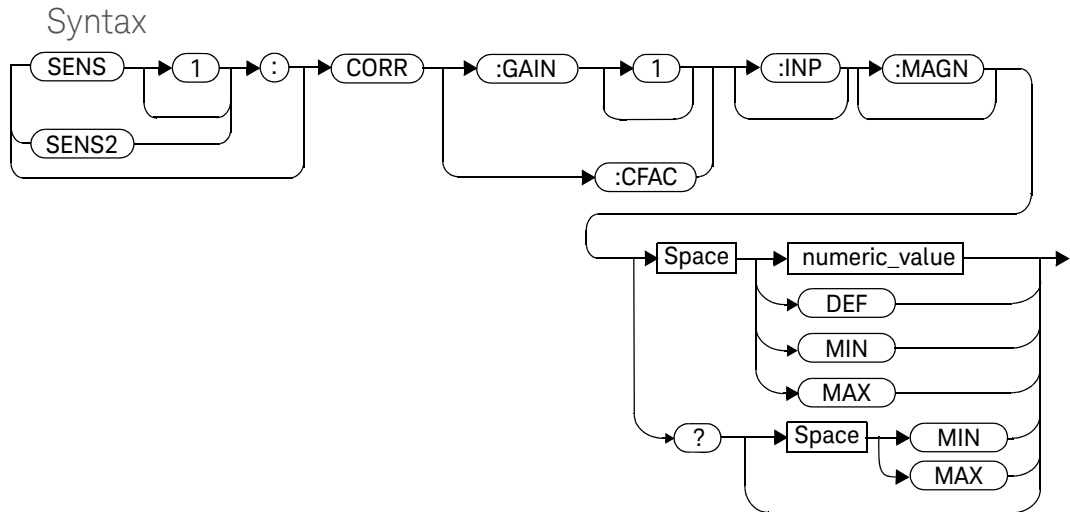 Syntax
SENS 1 : CORR :GAIN 1 :INP :MAGN
SENS2
:CFAC
Space numeric_value
DEF
MIN
MAX
? Space MIN
MAX